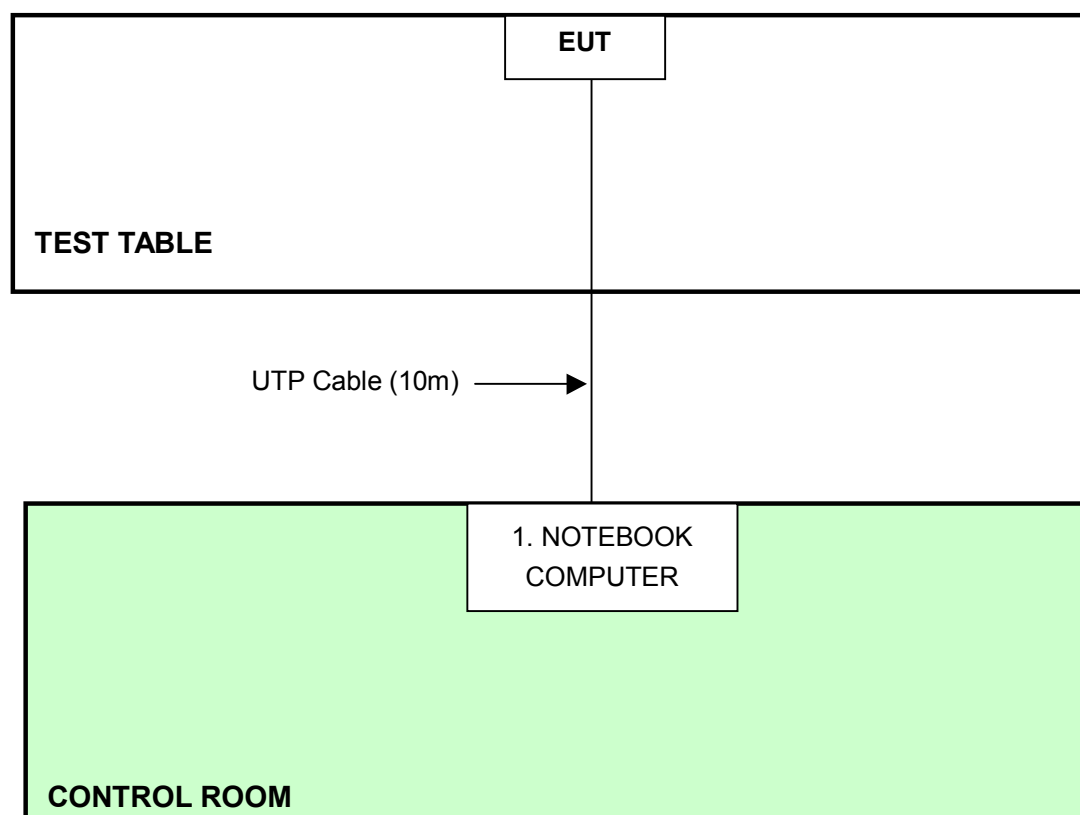 EUT
TEST TABLE
UTP Cable (10m)
1. NOTEBOOK
COMPUTER
CONTROL ROOM